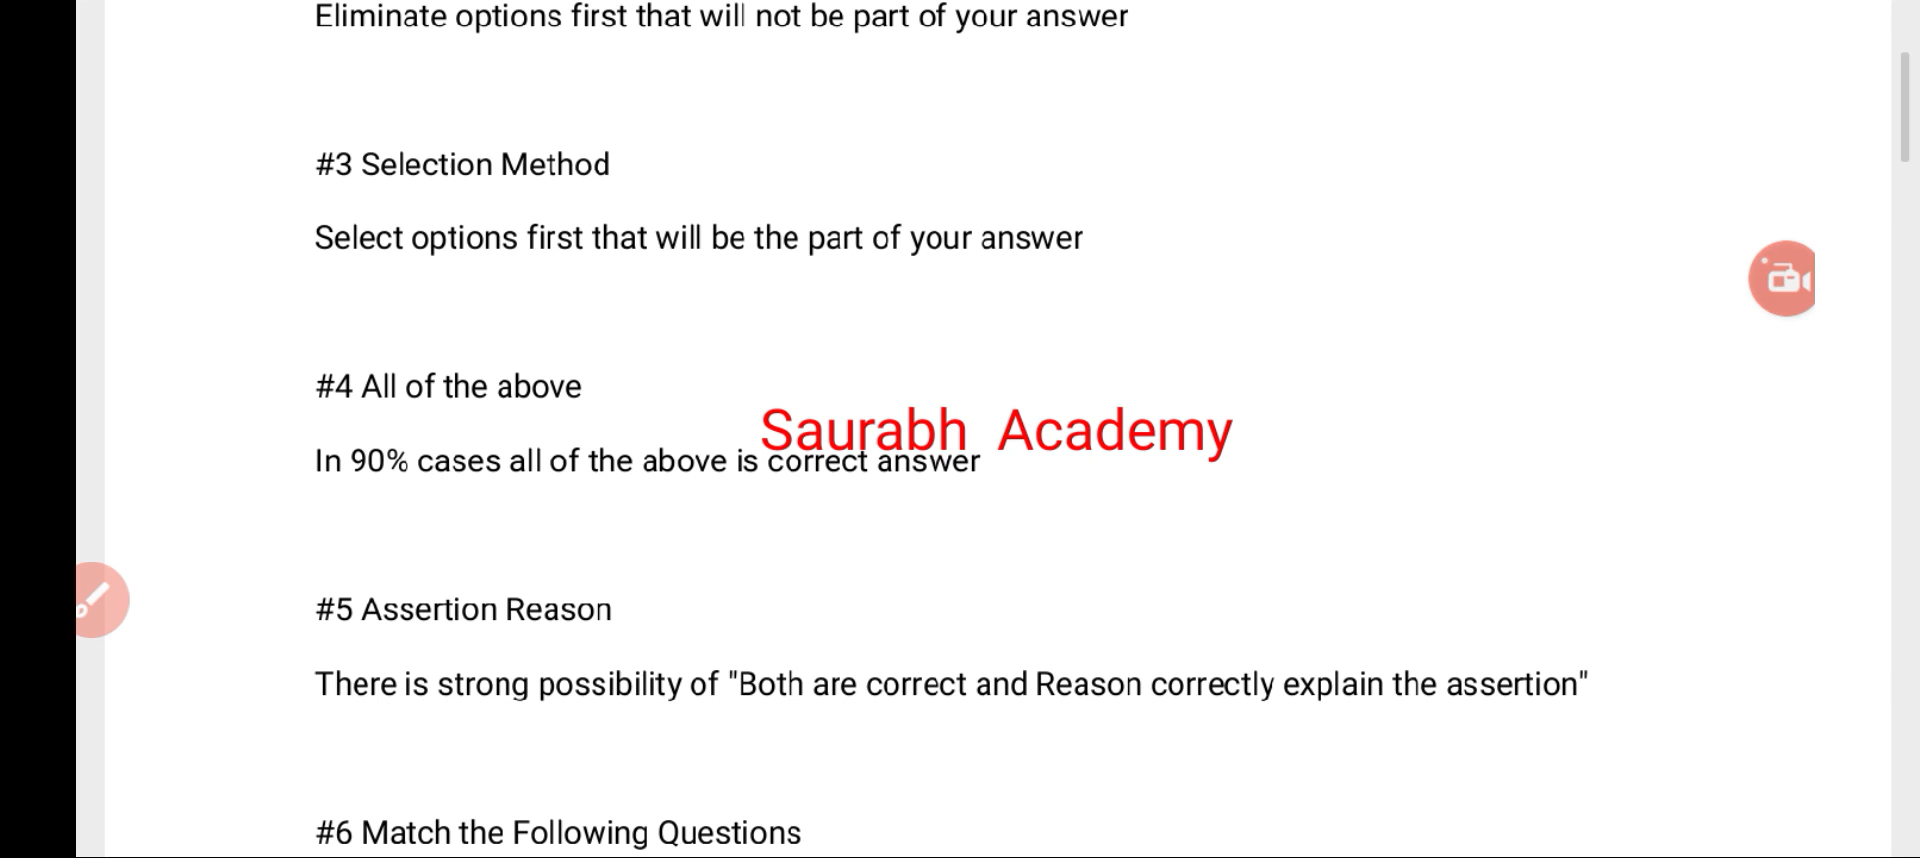 Eliminate options first that will not be part of your answer
#3 Selection Method
Select options first that will be the part of your answer
#4 All of the above
Saurabh Academy
In 90% cases all of the above is correct answer
#5 Assertion Reason
There is strong possibility of "Both are correct and Reason correctly explain the assertion"
#6 Match the Following Questions